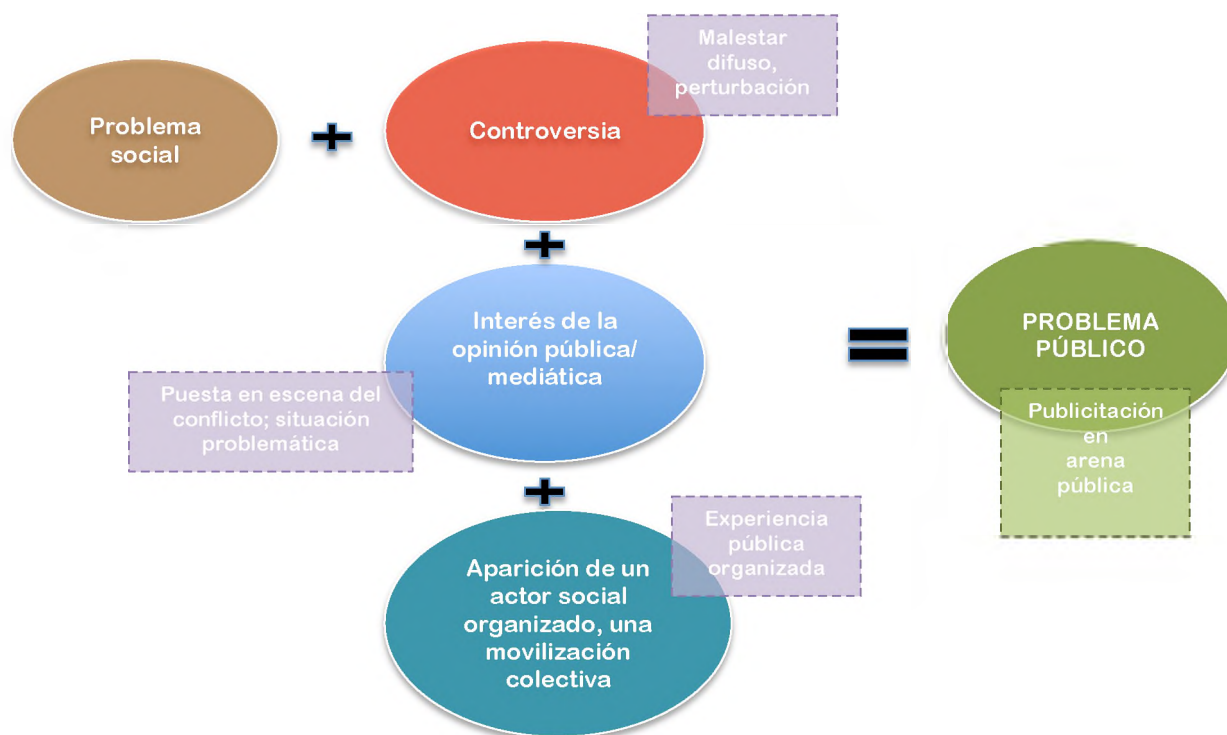 Problema
social
+
Controversia
Malestar
difuso,
perturbación
+
Interés de la
opinión pública/
mediática
Puesta en escena del
conflicto; situación
problemática
+
Aparición de un
actor social
organizado, una
movilización
colectiva
Experiencia
pública
organizada
=
PROBLEMA
PÚBLICO
Publicitación
en
arena
pública